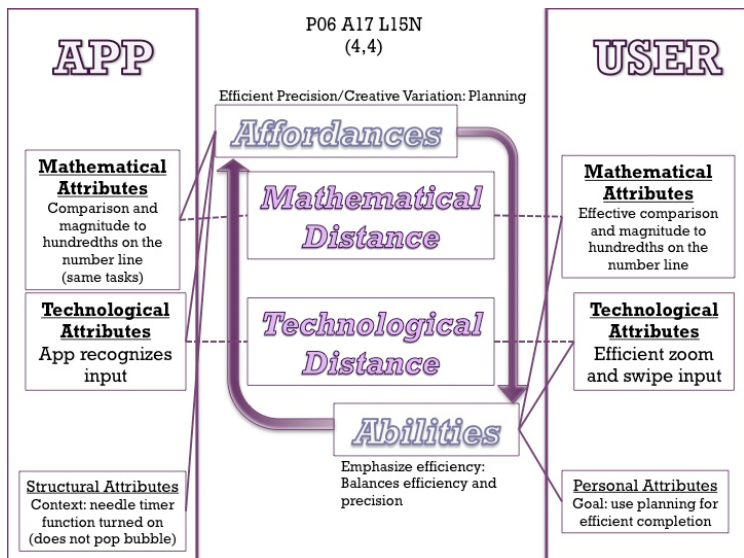 APP
P06 A17 L15N
(4,4)
USER
Efficient Precision/Creative Variation: Planning
Affordances
Mathematical
Attributes
Comparison and
magnitude to
hundredths on the
number line
(same tasks)
Mathematical
Distance
Mathematical
Attributes
Effective comparison
and magnitude to
hundredths on the
number line
Technological
Attributes
App recognizes
input
Technological
Distance
Technological
Attributes
Efficient zoom
and swipe input
Abilities
Emphasize efficiency:
Balances efficiency and
precision
Structural Attributes
Context: needle timer
function turned on
(does not pop bubble)
Personal Attributes
Goal: use planning for
efficient completion